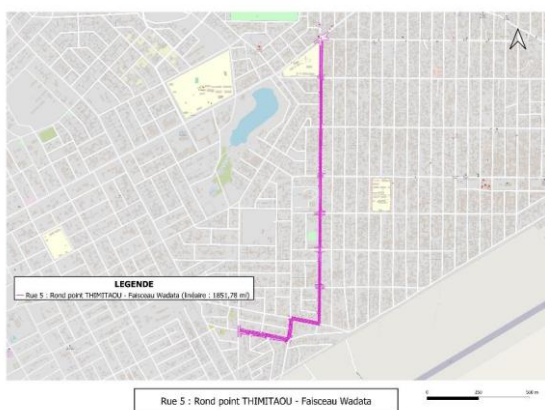 LEGENDE
Rue 5 : Rond point THIMITAOU - Faisceau Wadata (linéaire : 1851,78 ml)
Rue 5 : Rond point THIMITAOU - Faisceau Wadata
0 250 500 m